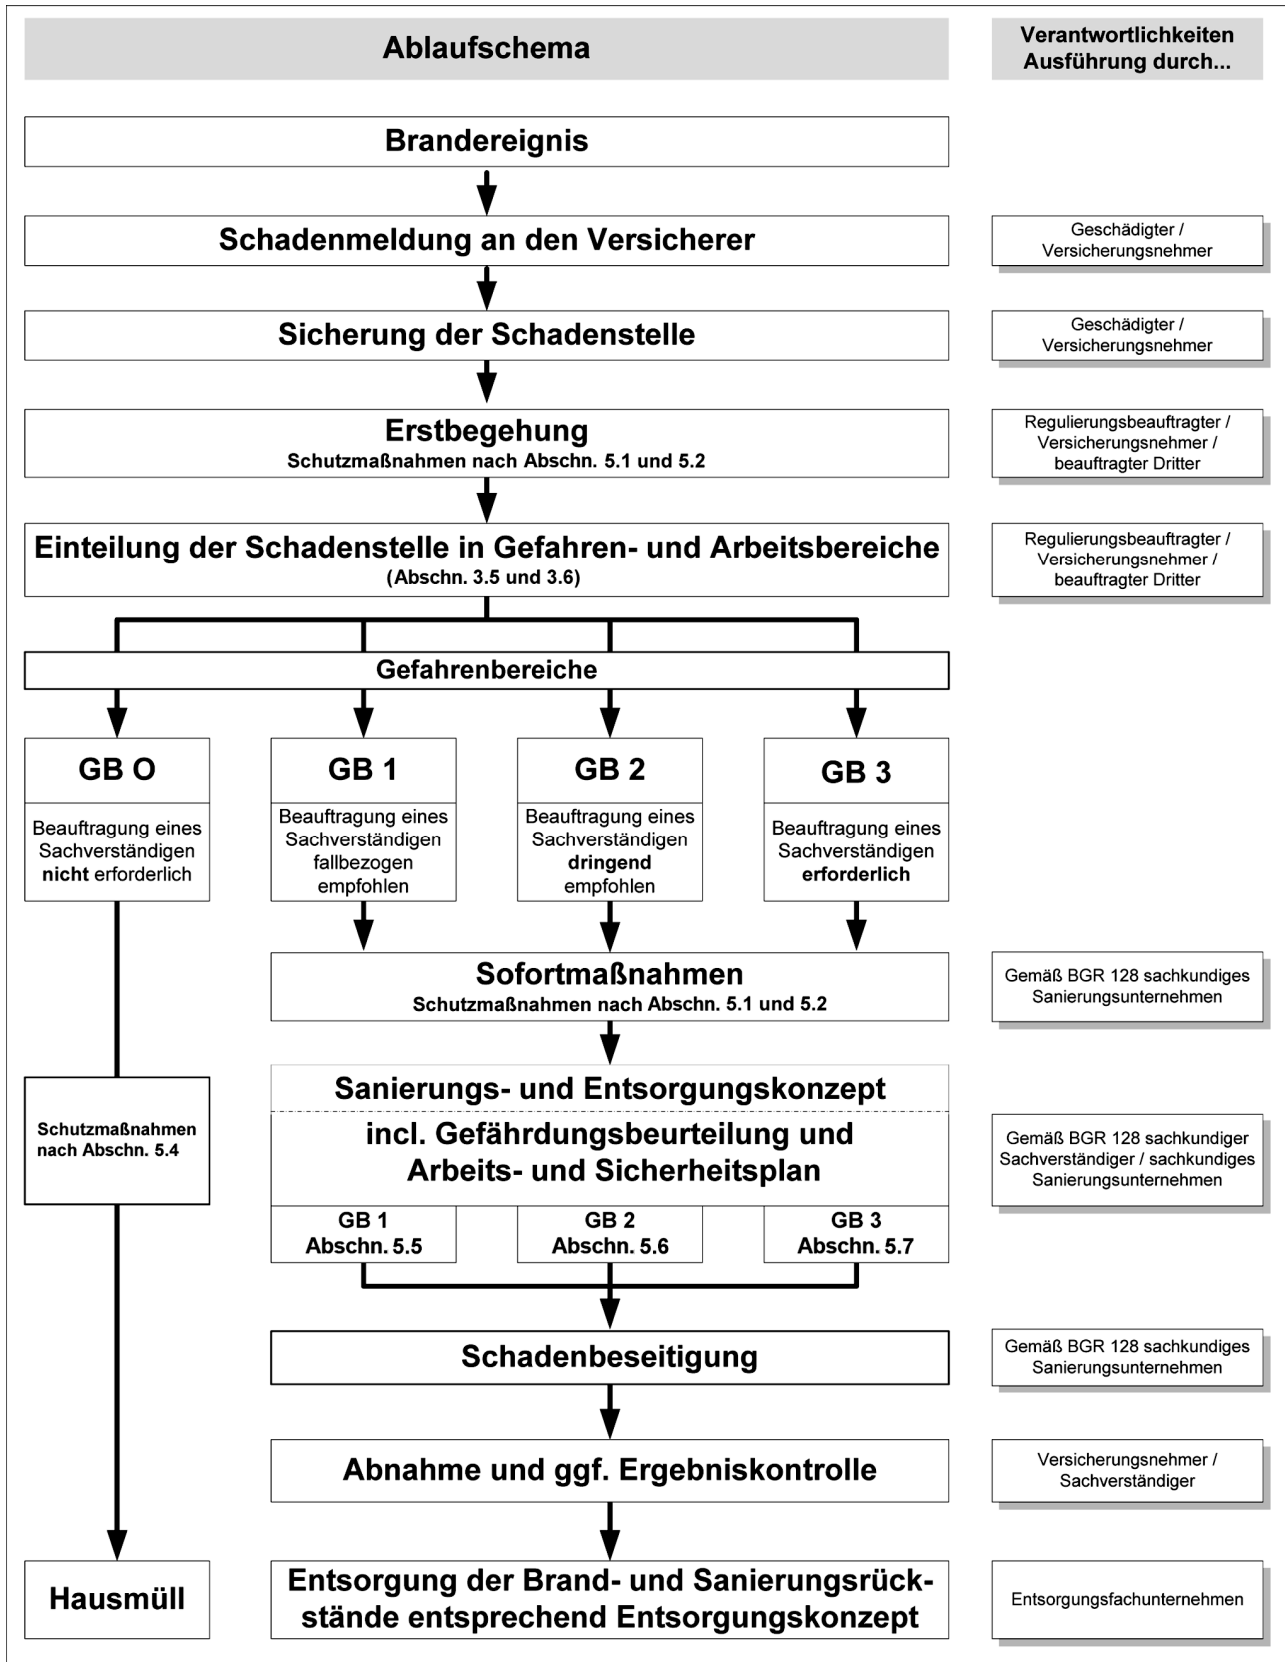 Ablaufschema
Verantwortlichkeiten
Ausführung durch...
Brandereignis
Schadenmeldung an den Versicherer
Geschädigter /
Versicherungsnehmer
Sicherung der Schadenstelle
Geschädigter /
Versicherungsnehmer
Erstbegehung
Schutzmaßnahmen nach Abschn. 5.1 und 5.2
Regulierungsbeauftragter /
Versicherungsnehmer /
beauftragter Dritter
Einteilung der Schadenstelle in Gefahren- und Arbeitsbereiche
(Abschn. 3.5 und 3.6)
Regulierungsbeauftragter /
Versicherungsnehmer /
beauftragter Dritter
Gefahrenbereiche
GB O
Beauftragung eines
Sachverständigen
nicht erforderlich
GB 1
Beauftragung eines
Sachverständigen
fallbezogen
empfohlen
GB 2
Beauftragung eines
Sachverständigen
dringend
empfohlen
GB 3
Beauftragung eines
Sachverständigen
erforderlich
Sofortmaßnahmen
Schutzmaßnahmen nach Abschn. 5.1 und 5.2
Gemäß BGR 128 sachkundiges
Sanierungsunternehmen
Schutzmaßnahmen
nach Abschn. 5.4
Sanierungs- und Entsorgungskonzept
incl. Gefährdungsbeurteilung und
Arbeits- und Sicherheitsplan
GB 1
Abschn. 5.5
GB 2
Abschn. 5.6
GB 3
Abschn. 5.7
Gemäß BGR 128 sachkundiger
Sachverständiger / sachkundiges
Sanierungsunternehmen
Schadenbeseitigung
Gemäß BGR 128 sachkundiges
Sanierungsunternehmen
Abnahme und ggf. Ergebniskontrolle
Versicherungsnehmer /
Sachverständiger
Hausmüll
Entsorgung der Brand- und Sanierungsrück-
stände entsprechend Entsorgungskonzept
Entsorgungsfachunternehmen